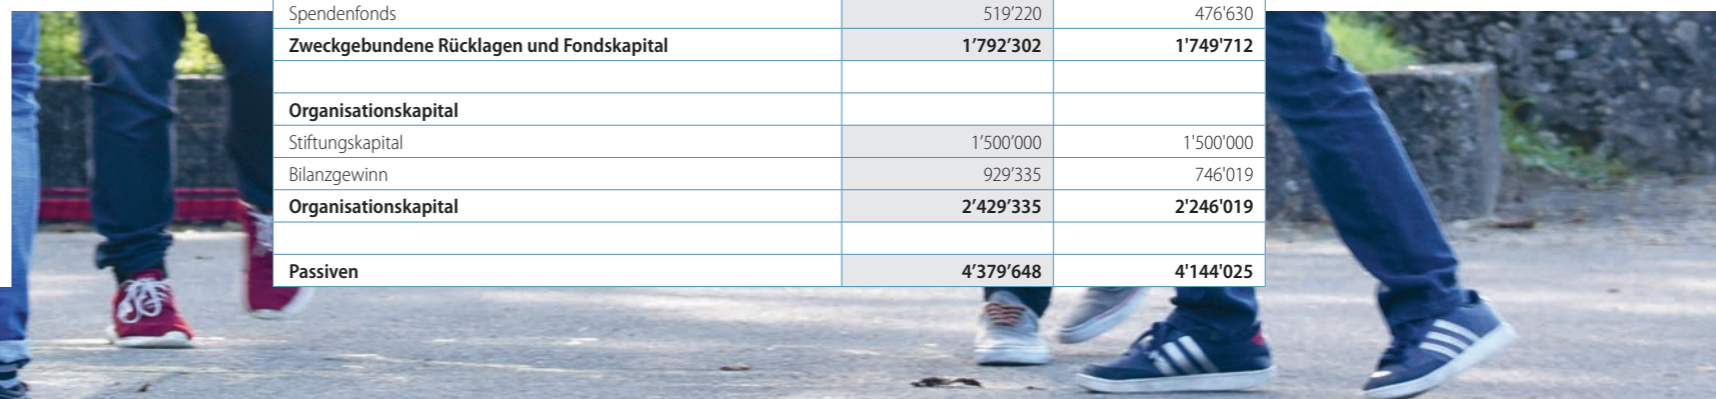 Spendenfonds 519’220 476'630
Zweckgebundene Rücklagen und Fondskapital 1’792’302 1'749'712
Organisationskapital
Stiftungskapital 1’500’000 1'500'000
Bilanzgewinn 929’335 746'019
Organisationskapital 2’429’335 2'246'019
Passiven 4’379’648 4'144'025